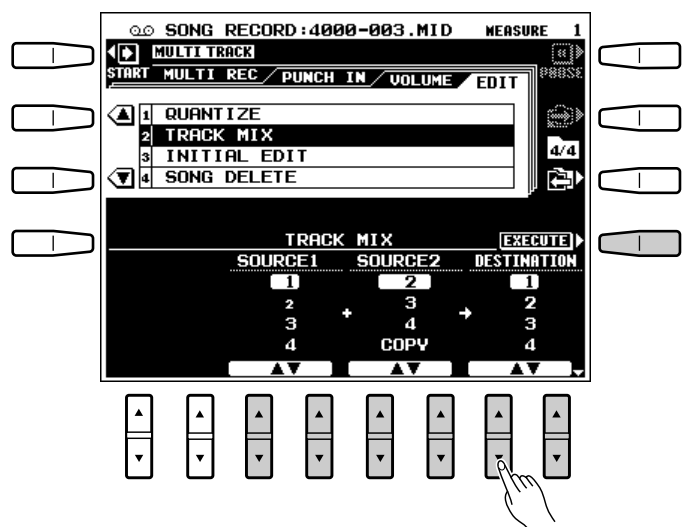 SONG RECORD:4000-003.MID MEASURE 1
MULTI TRACK
START MULTI REC PUNCH IN VOLUME EDIT PAUSE
1 QUANTIZE
2 TRACK MIX
3 INITIAL EDIT
4 SONG DELETE
4/4
TRACK MIX EXECUTE
SOURCE1 SOURCE2 DESTINATION
1 2 1
2 3 2
3 + 4 → 3
4 COPY 4